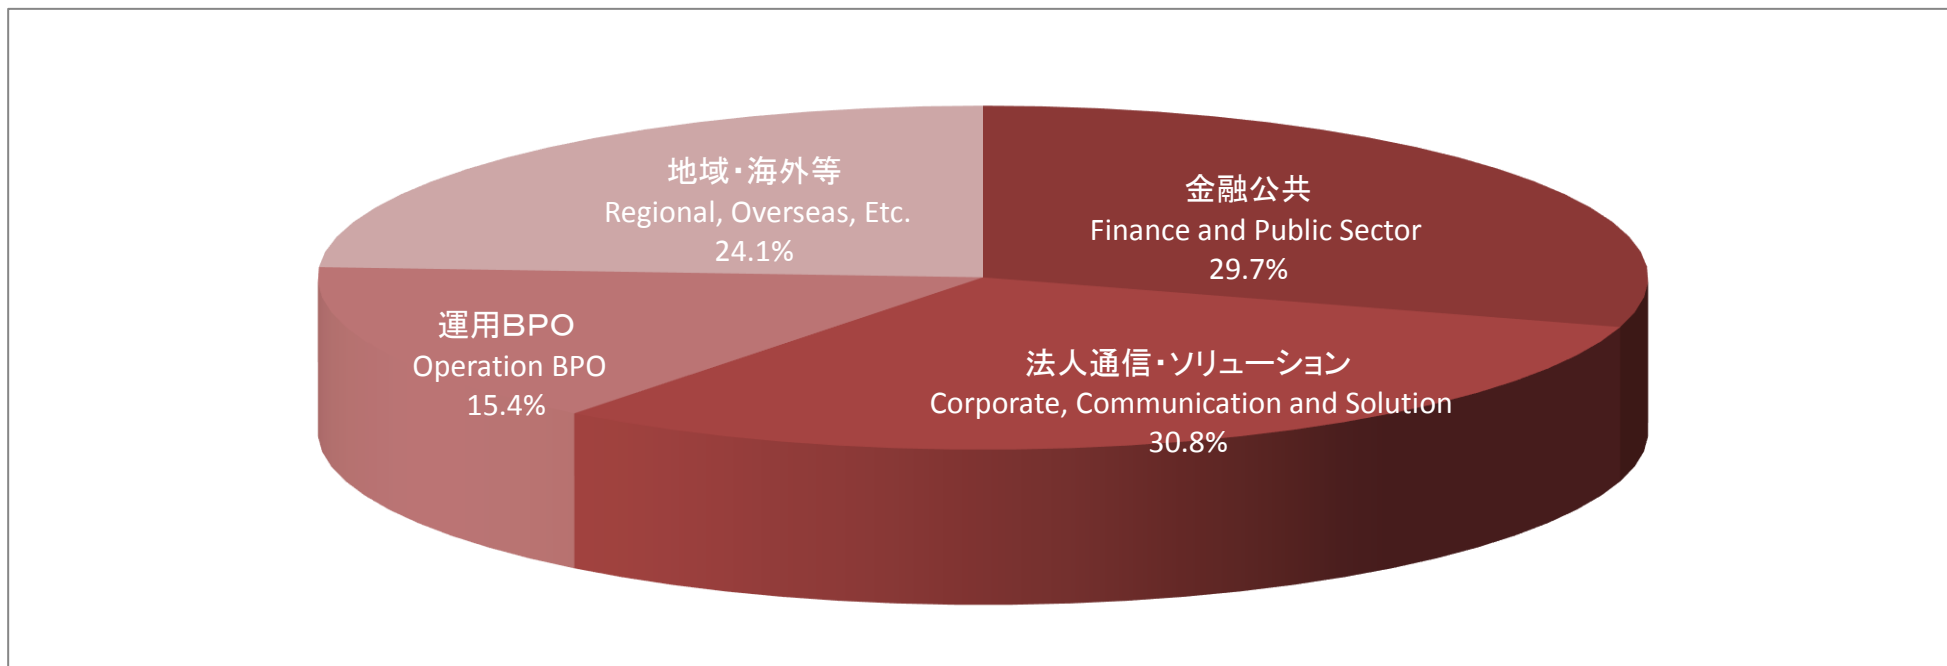 地域・海外等
Regional, Overseas, Etc.
24.1%
金融公共
Finance and Public Sector
29.7%
運用BPO
Operation BPO
15.4%
法人通信・ソリューション
Corporate, Communication and Solution
30.8%